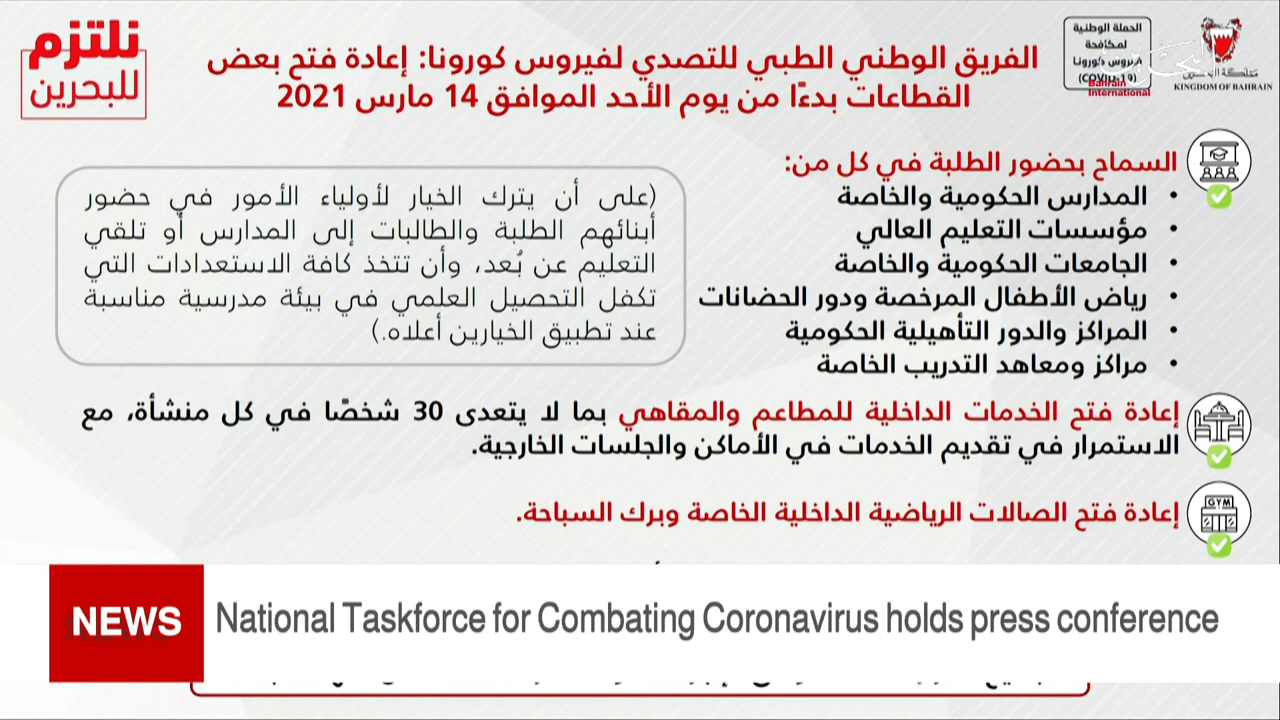 نلتزم
للبحرين
الفريق الوطني الطبي للتصدي لفيروس كورونا: إعادة فتح بعض
القطاعات بدءًا من يوم الأحد الموافق 14 مارس 2021
الحملة الوطنية
لمكافحة
فيروس كورونا
(COVID-19)
البحرين
Bahrain
International
مملكة البحرين
KINGDOM OF BAHRAIN
السماح بحضور الطلبة في كل من:
• المدارس الحكومية والخاصة
• مؤسسات التعليم العالي
• الجامعات الحكومية والخاصة
• رياض الأطفال المرخصة ودور الحضانات
• المراكز والدور التأهيلية الحكومية
• مراكز ومعاهد التدريب الخاصة
(على أن يترك الخيار لأولياء الأمور في حضور
أبنائهم الطلبة والطالبات إلى المدارس أو تلقي
التعليم عن بُعد، وأن تتخذ كافة الاستعدادات التي
تكفل التحصيل العلمي في بيئة مدرسية مناسبة
عند تطبيق الخيارين أعلاه.)
إعادة فتح الخدمات الداخلية للمطاعم والمقاهي بما لا يتعدى 30 شخصًا في كل منشأة، مع
الاستمرار في تقديم الخدمات في الأماكن والجلسات الخارجية.
GYM
إعادة فتح الصالات الرياضية الداخلية الخاصة وبرك السباحة.
NEWS
National Taskforce for Combating Coronavirus holds press conference